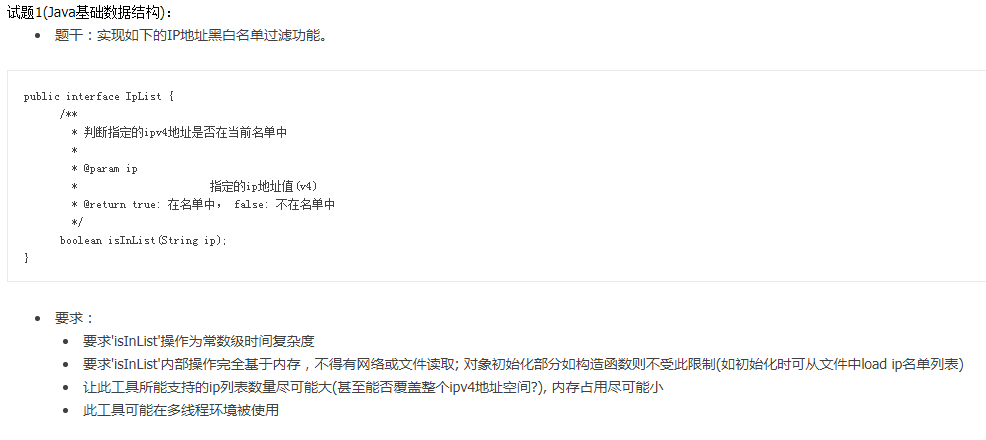 试题1(Java基础数据结构)：
题干：实现如下的IP地址黑白名单过滤功能。
public interface IpList {
/**
* 判断指定的ipv4地址是否在当前名单中
*
* @param ip
* 指定的ip地址值(v4)
* @return true: 在名单中， false: 不在名单中
*/
boolean isInList(String ip);
}
要求：
要求'isInList'操作为常数级时间复杂度
要求'isInList'内部操作完全基于内存，不得有网络或文件读取; 对象初始化部分如构造函数则不受此限制(如初始化时可从文件中load ip名单列表)
让此工具所能支持的ip列表数量尽可能大(甚至能否覆盖整个ipv4地址空间?), 内存占用尽可能小
此工具可能在多线程环境被使用